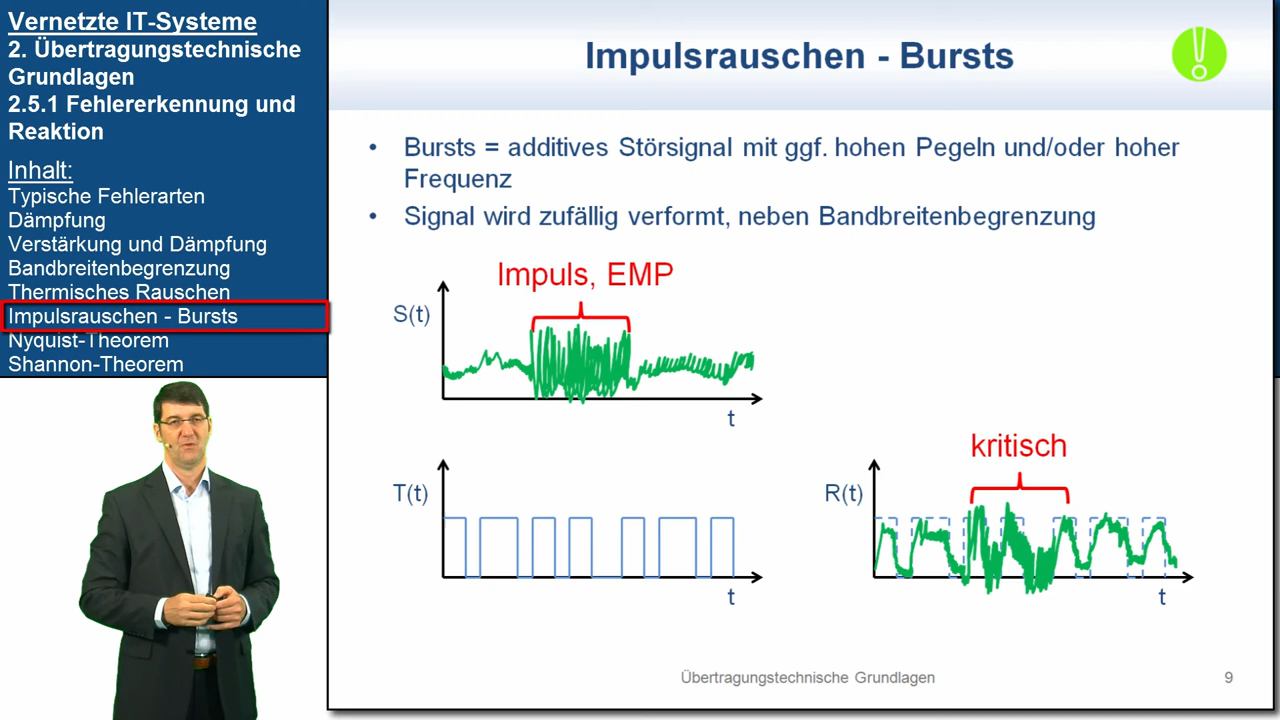 Vernetzte IT-Systeme
2. Übertragungstechnische
Grundlagen
2.5.1 Fehlererkennung und
Reaktion
Inhalt:
Typische Fehlerarten
Dämpfung
Verstärkung und Dämpfung
Bandbreitenbegrenzung
Thermisches Rauschen
Impulsrauschen - Bursts
Nyquist-Theorem
Shannon-Theorem
Impulsrauschen - Bursts
• Bursts = additives Störsignal mit ggf. hohen Pegeln und/oder hoher
Frequenz
• Signal wird zufällig verformt, neben Bandbreitenbegrenzung
Impuls, EMP
S(t)
t
T(t)
t
kritisch
R(t)
t
Übertragungstechnische Grundlagen
9